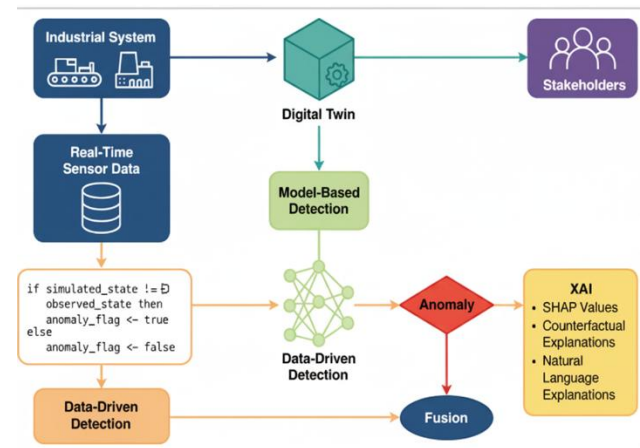 Industrial System
Digital Twin
Stakeholders
Real-Time
Sensor Data
Model-Based
Detection
if simulated_state != Đ
observed_state then
anomaly_flag <- true
else
anomaly_flag <- false
Data-Driven
Detection
Anomaly
XAI
• SHAP Values
• Counterfactual
Explanations
• Natural
Language
Explanations
Data-Driven
Detection
Fusion